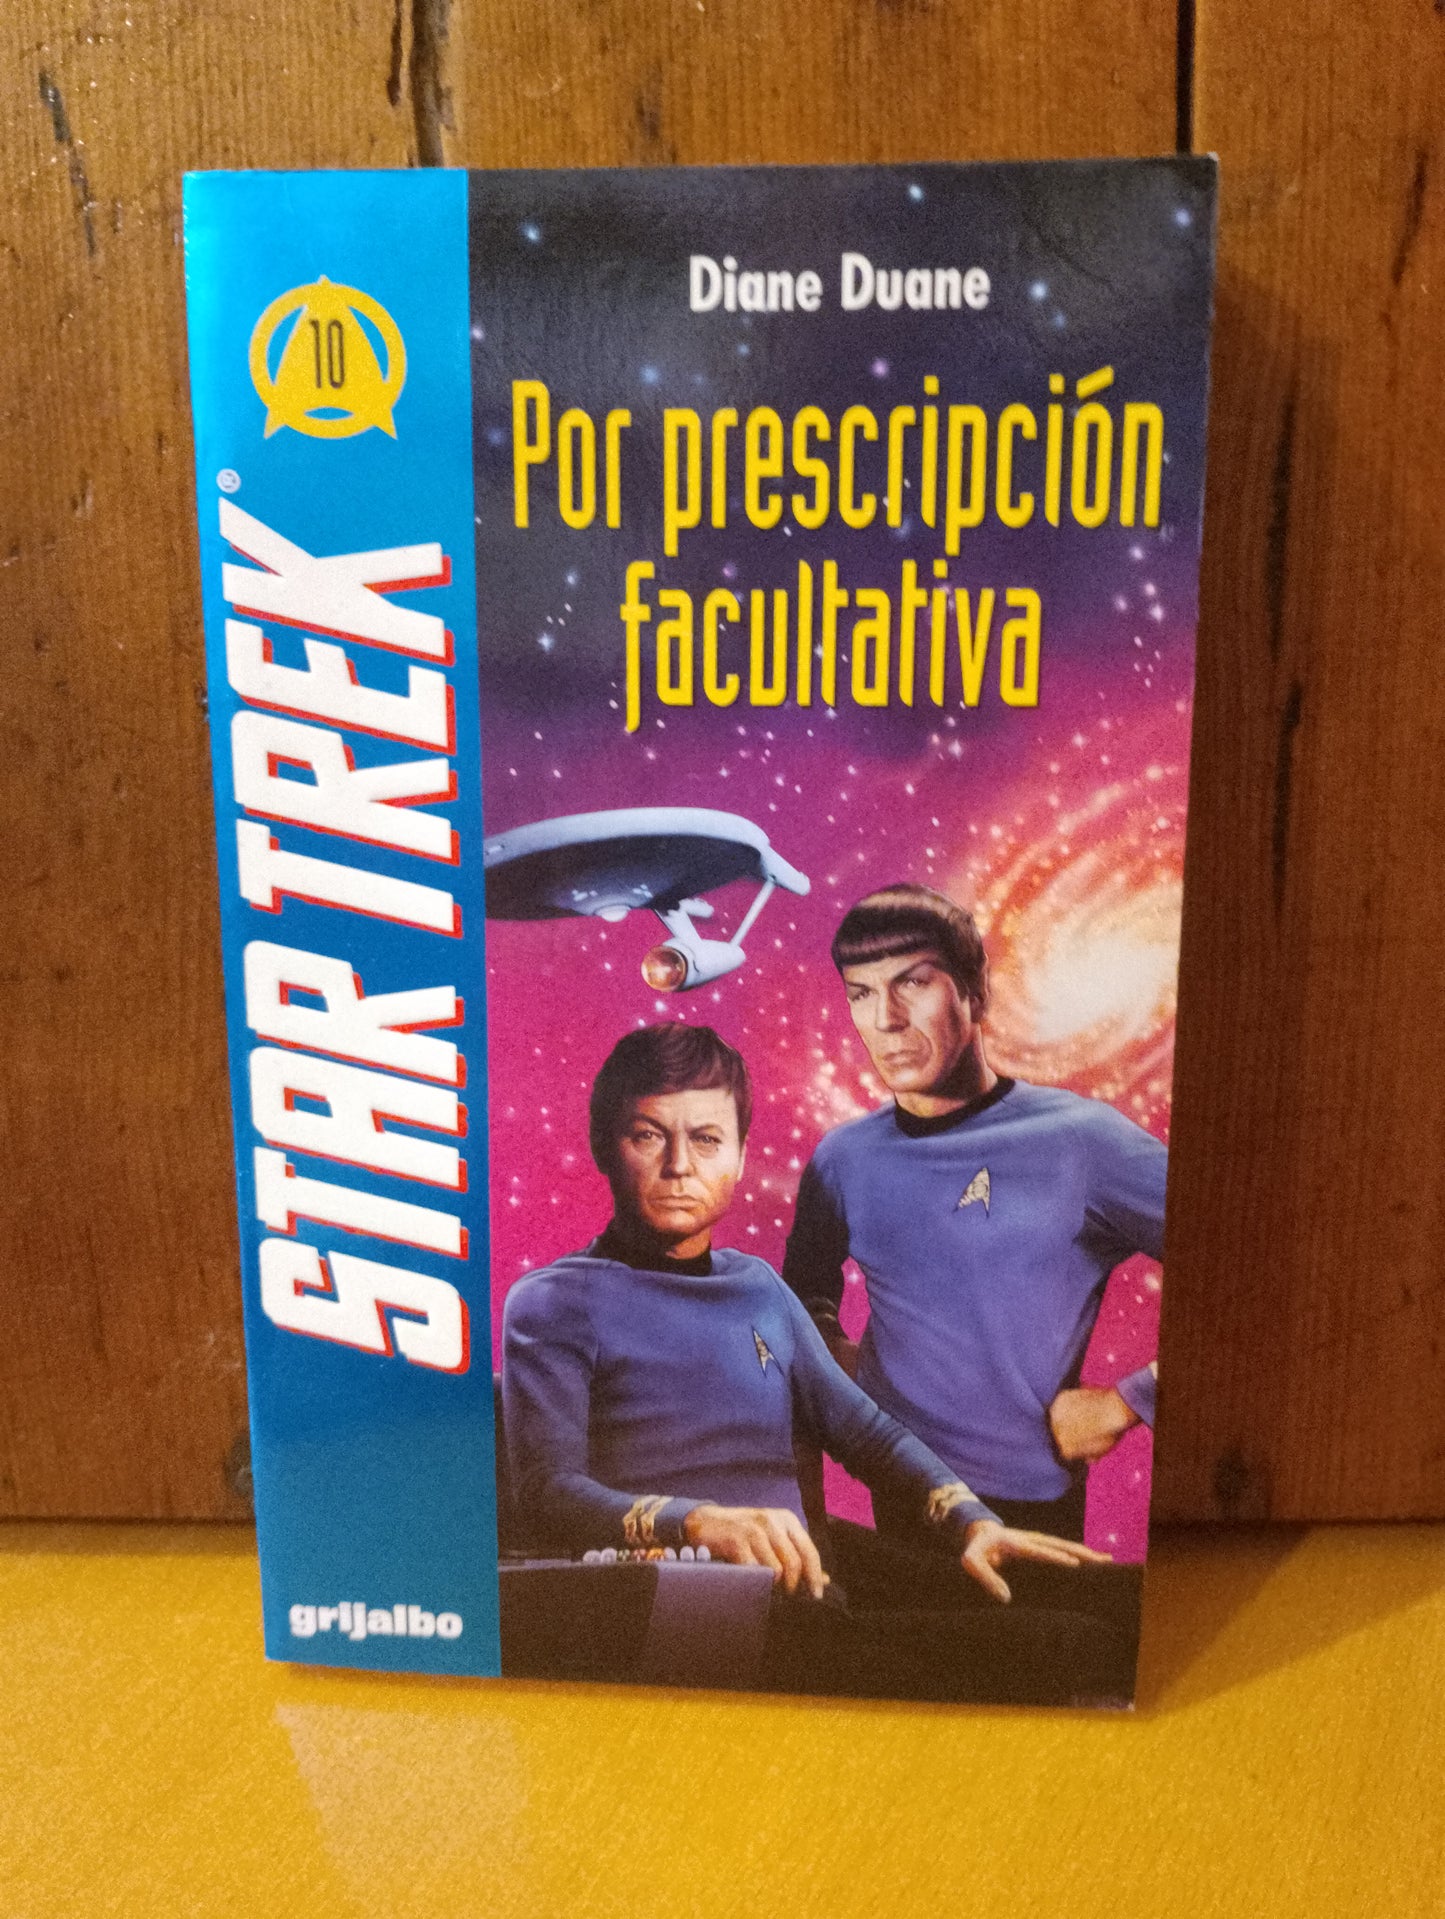 10
STAR TREK®
grijalbo
Diane Duane
Por prescripción
facultativa